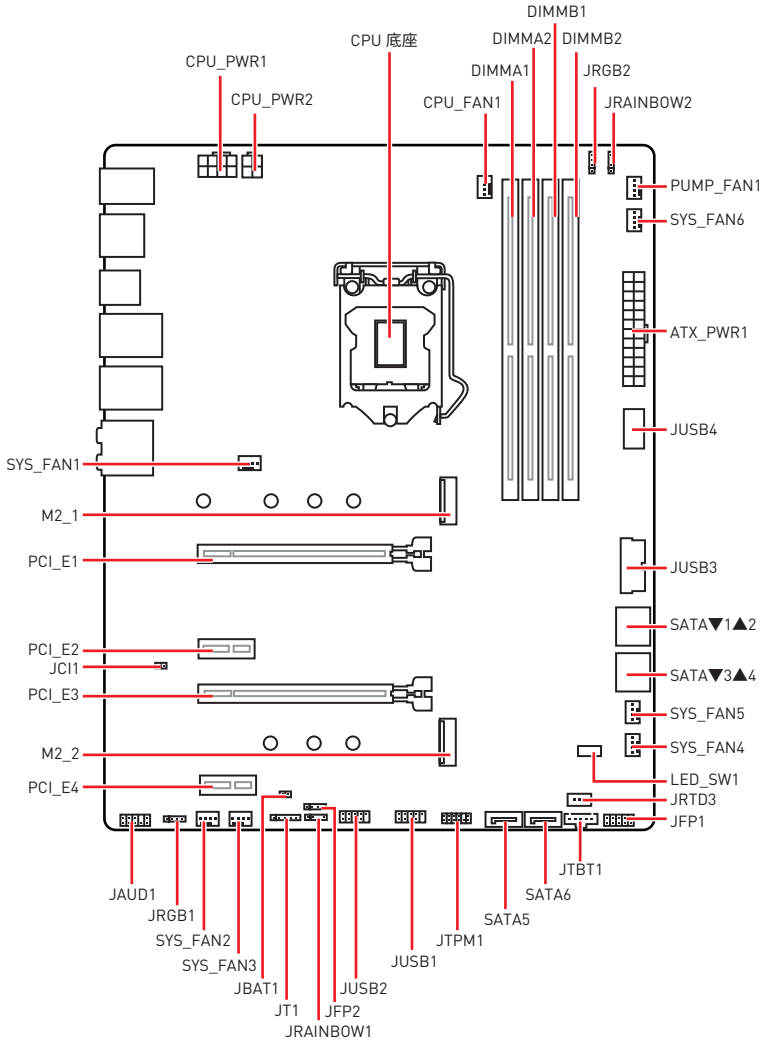 DIMMB1
CPU 底座
DIMMA2 DIMMB2
CPU_PWR1
DIMMA1
JRGB2
CPU_PWR2
CPU_FAN1
JRAINBOW2
PUMP_FAN1
SYS_FAN6
ATX_PWR1
JUSB4
SYS_FAN1
M2_1
PCI_E1
JUSB3
SATA▼1▲2
PCI_E2
JCI1
SATA▼3▲4
PCI_E3
SYS_FAN5
M2_2
SYS_FAN4
LED_SW1
PCI_E4
JRTD3
JFP1
JTBT1
JAUD1
SATA6
JRGB1
SATA5
SYS_FAN2
JTPM1
SYS_FAN3
JUSB1
JBAT1
JUSB2
JT1
JFP2
JRAINBOW1